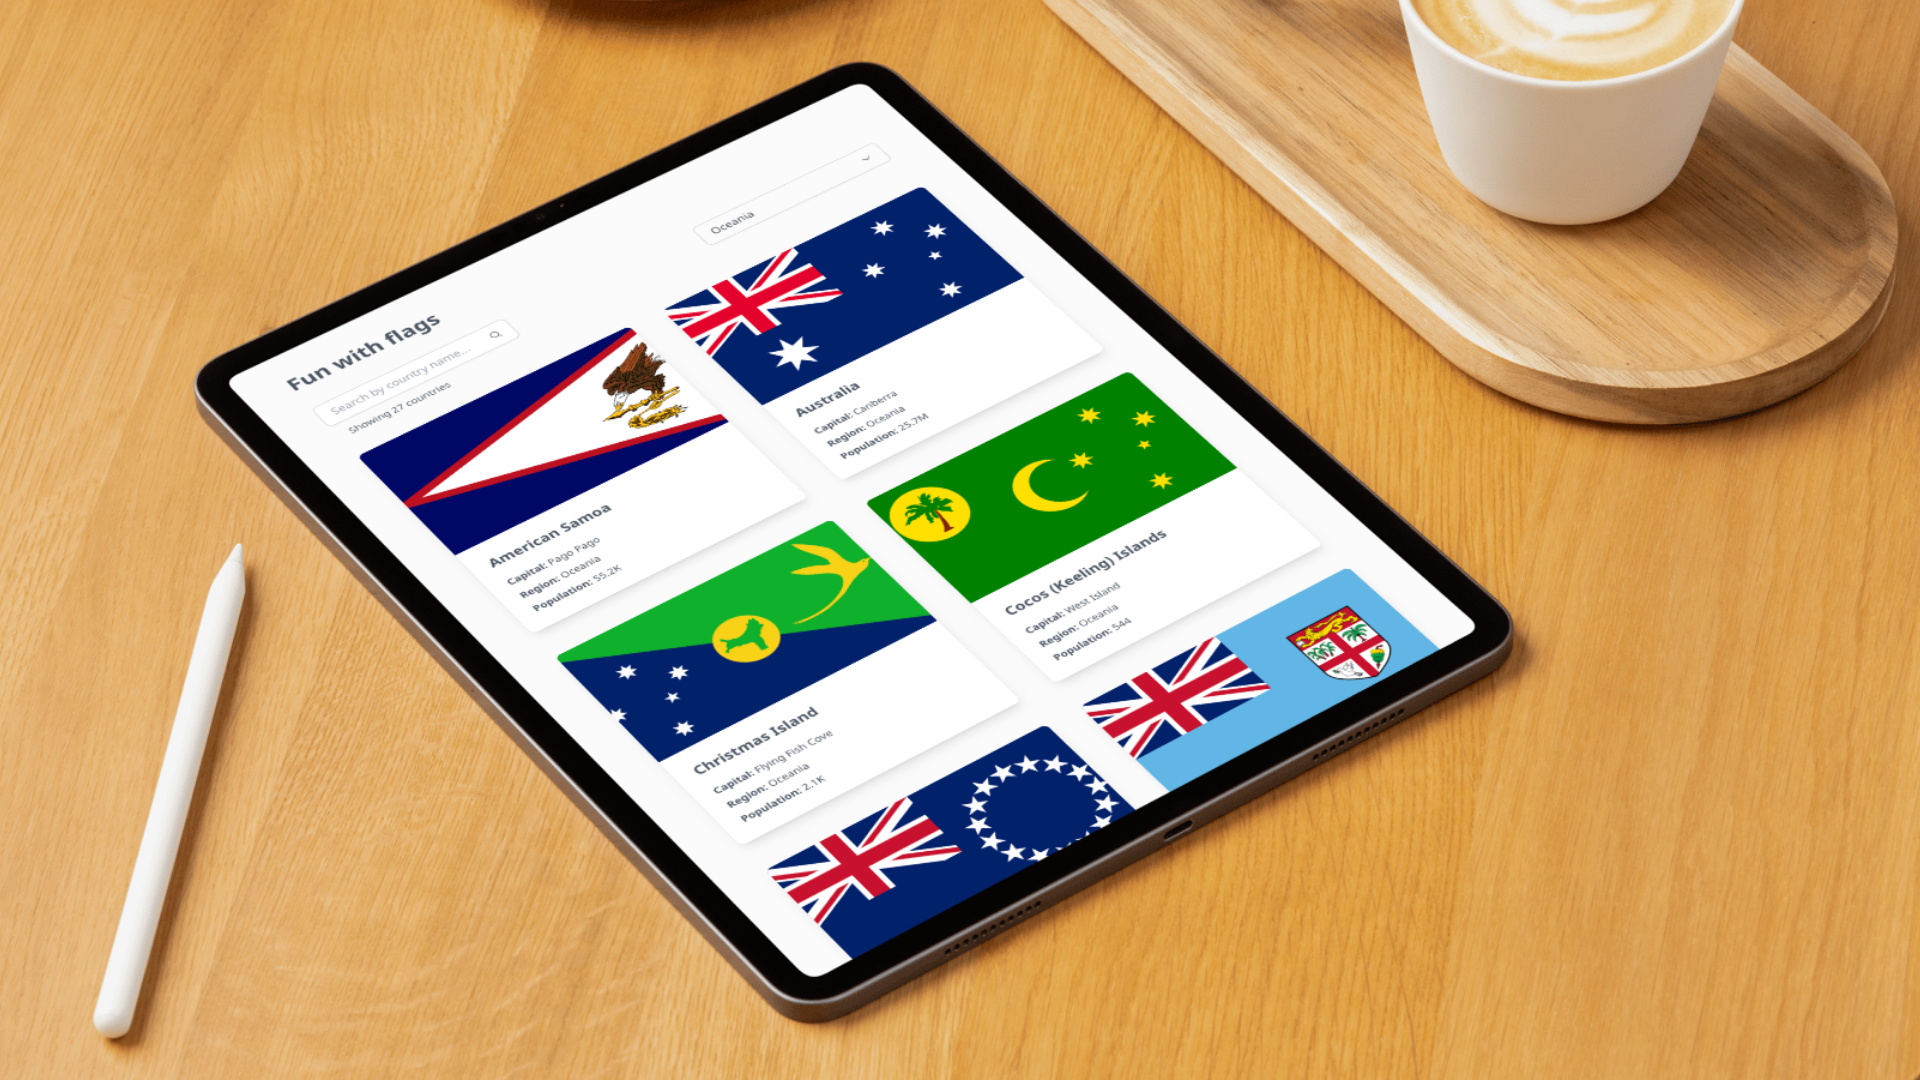 Fun with flags
Search by country name...
Oceania
Showing 27 countries
American Samoa
Capital: Pago Pago
Region: Oceania
Population: 55.2K
Australia
Capital: Canberra
Region: Oceania
Population: 25.7M
Christmas Island
Capital: Flying Fish Cove
Region: Oceania
Population: 2.1K
Cocos (Keeling) Islands
Capital: West Island
Region: Oceania
Population: 544